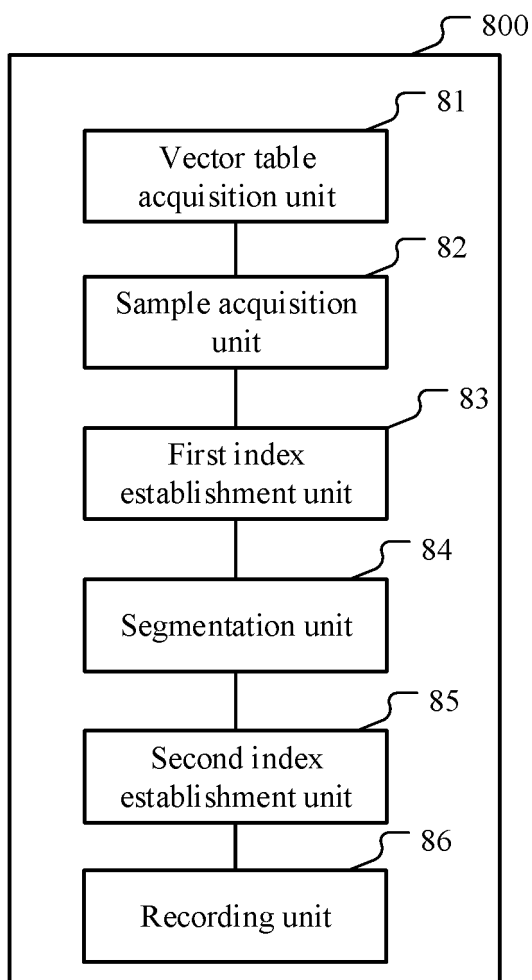 800
81
Vector table
acquisition unit
82
Sample acquisition
unit
83
First index
establishment unit
84
Segmentation unit
85
Second index
establishment unit
86
Recording unit